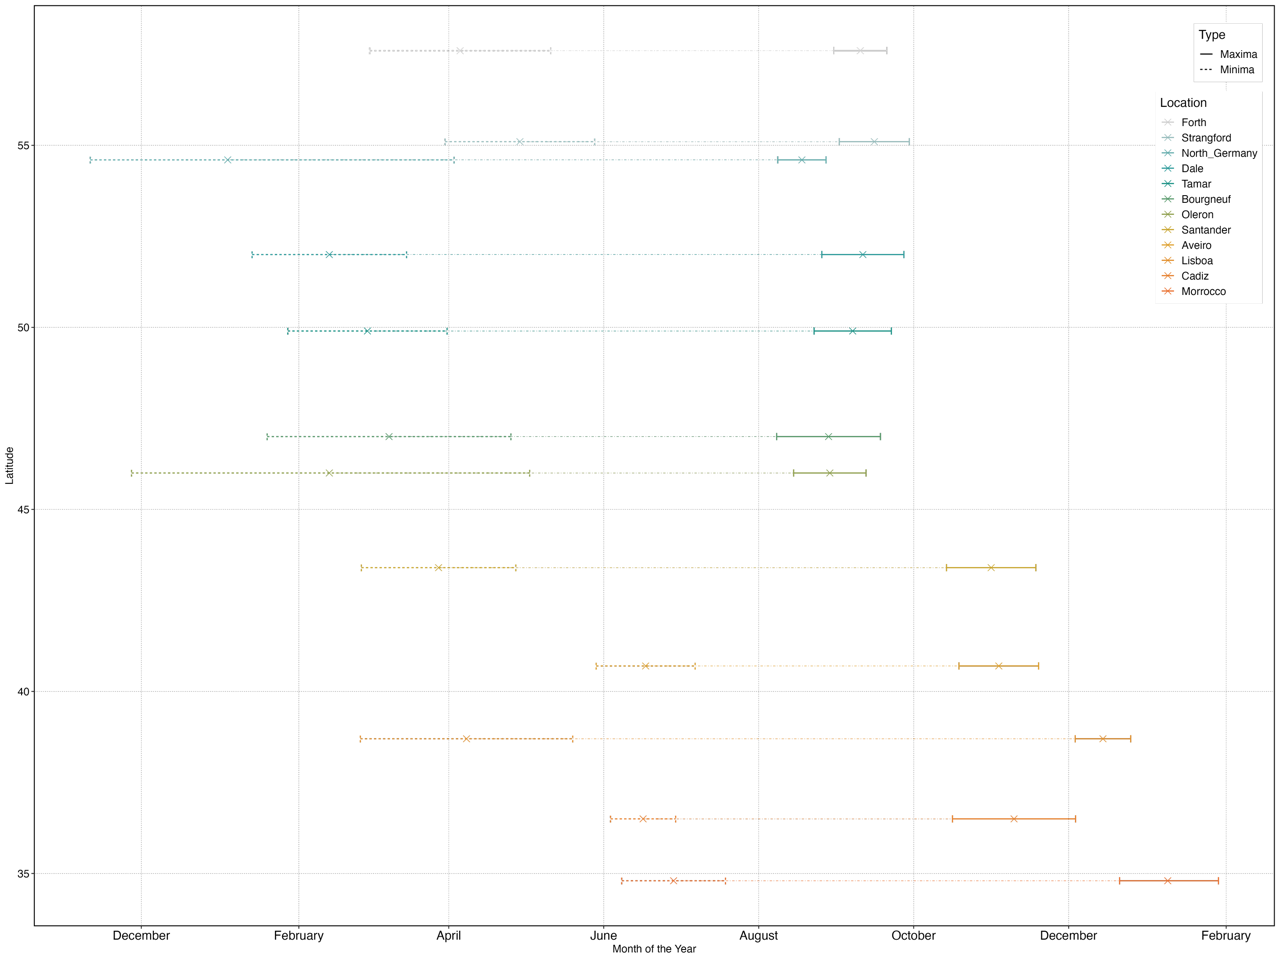 Type
Maxima
Minima
Location
Forth
Strangford
North_Germany
Dale
Tamar
Bourgneuf
Oleron
Santander
Aveiro
Lisboa
Cadiz
Morrocco
55
50
45
40
35
Latitude
December
February
April
June
August
October
December
February
Month of the Year